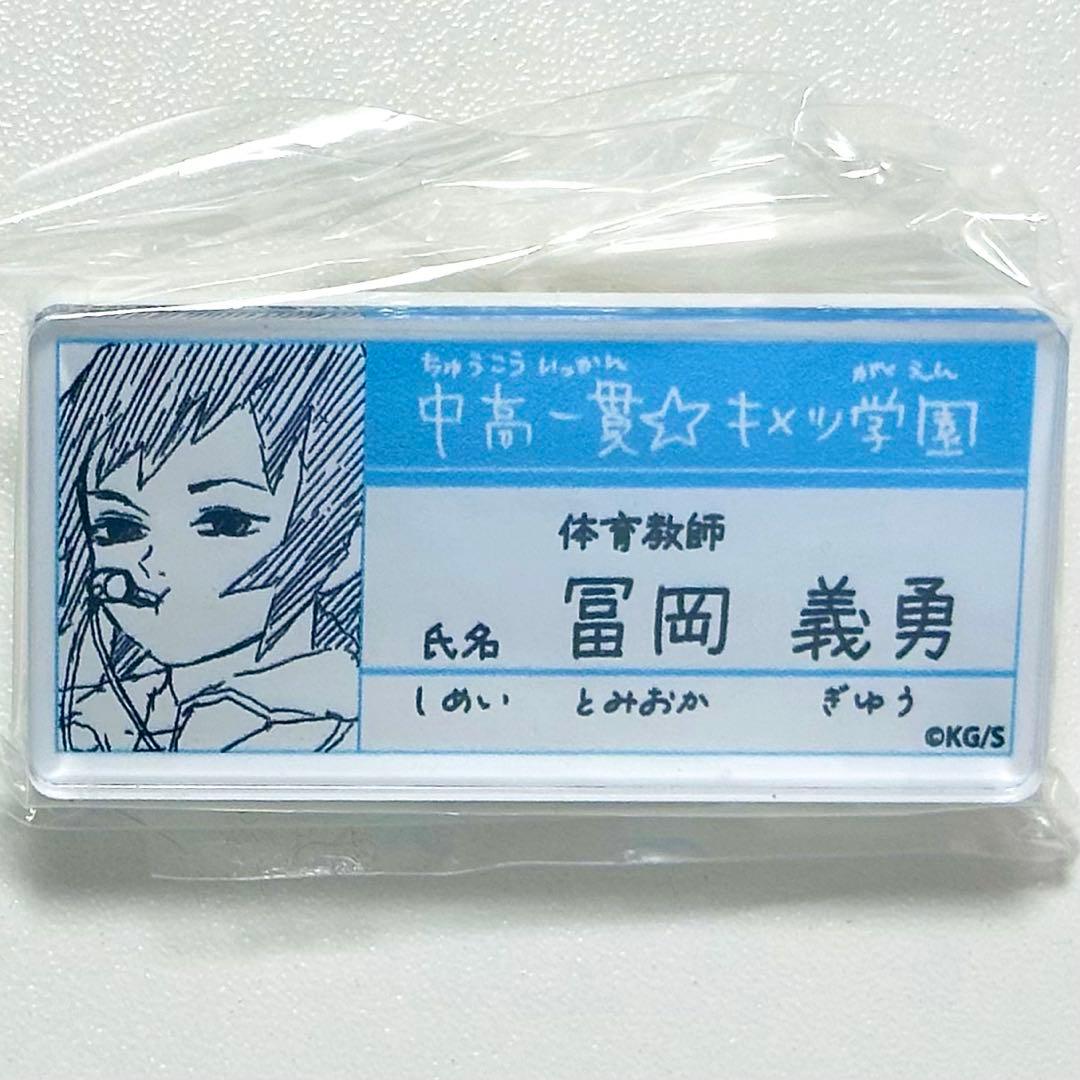 ちゅうこう いっかん がくえん
中高一貫☆キメツ学園
体育教師
氏名 冨岡 義勇
しめい とみおか ぎゆう
©KG/S